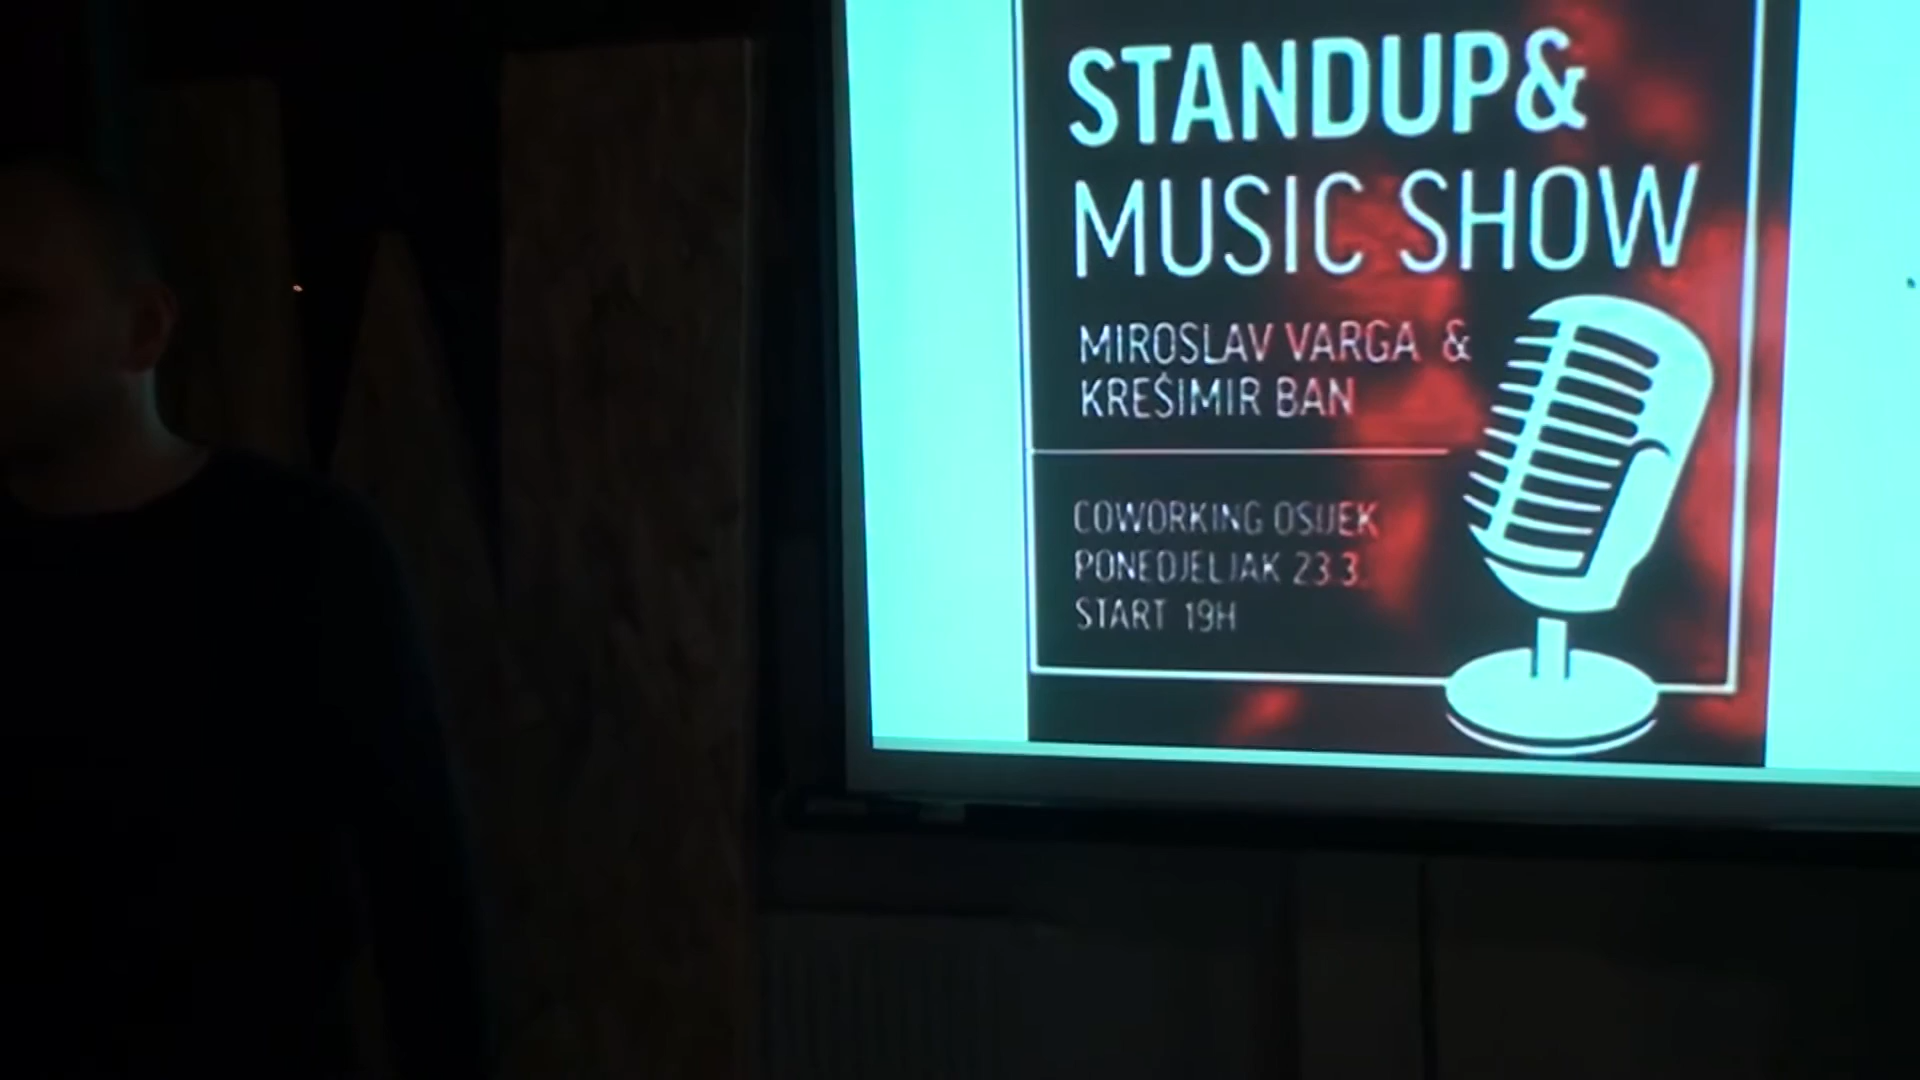 STANDUP&
MUSIC SHOW
MIROSLAV VARGA &
KREŠIMIR BAN
COWORKING OSIJEK
PONEDJELJAK 23.3.
START 19H